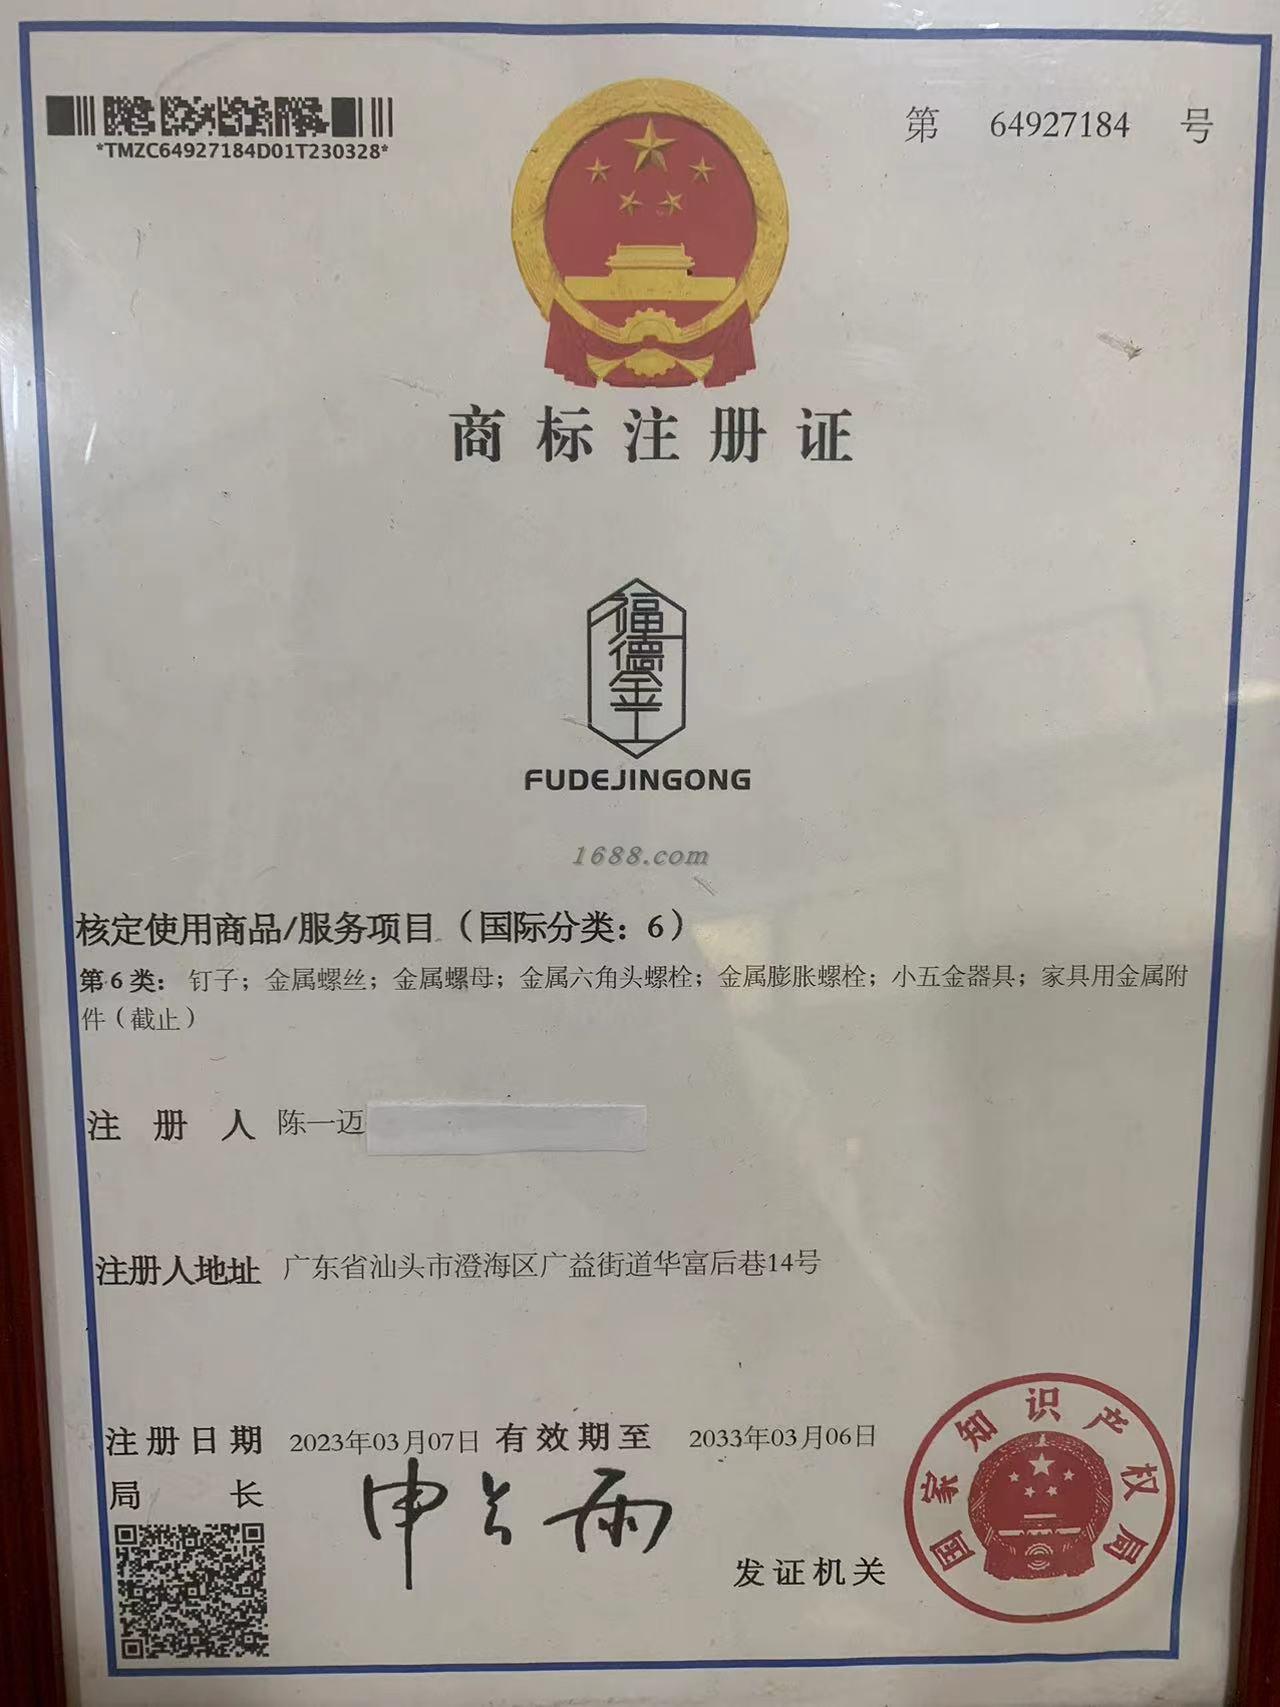 *TMZC64927184D01T230328*
第 64927184 号
商标注册证
福德金工
FUDEJINGONG
1688.com
核定使用商品/服务项目（国际分类：6）
第6类：钉子；金属螺丝；金属螺母；金属六角头螺栓；金属膨胀螺栓；小五金器具；家具用金属附
件（截止）
注册人 陈一迈
注册人地址 广东省汕头市澄海区广益街道华富后巷14号
注册日期 2023年03月07日 有效期至 2033年03月06日
局长 申长雨
发证机关
国家知识产权局